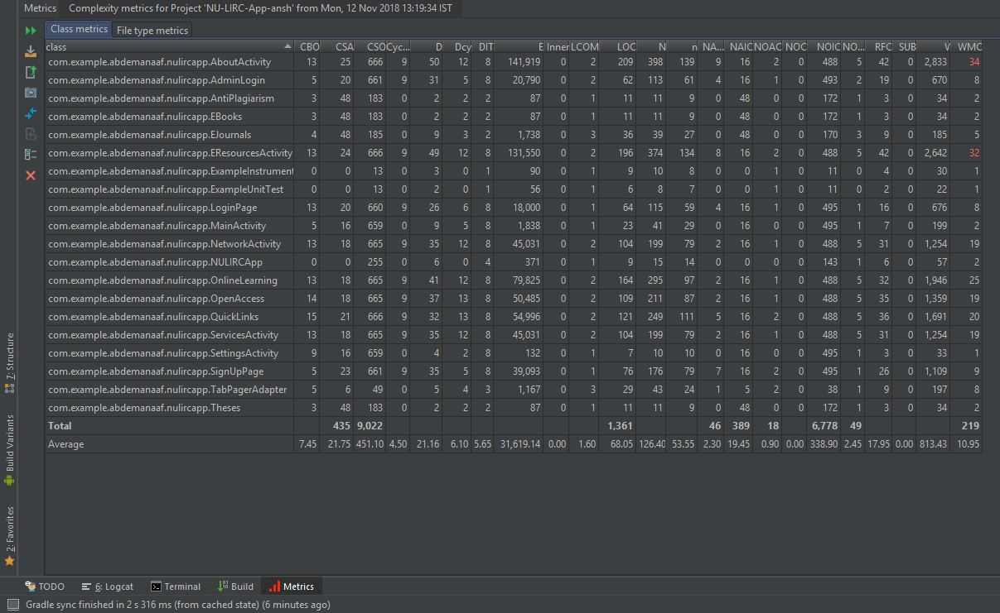 Metrics Complexity metrics for Project 'NU-LIRC-App-ansh' from Mon, 12 Nov 2018 13:19:34 IST
Class metrics File type metrics
class CBO CSA CSO Cyc... D Dcy DIT E Inner LCOM LOC N n NA... NAIC NOAC NOC NOIC NO... RFC SUB V WMC
com.example.abdemanaaf.nulircapp.AboutActivity 13 25 666 9 50 12 8 141,919 0 2 209 398 139 9 16 2 0 488 5 42 0 2,833 34
com.example.abdemanaaf.nulircapp.AdminLogin 5 20 661 9 31 5 8 20,790 0 2 62 113 61 4 16 1 0 493 2 19 0 670 8
com.example.abdemanaaf.nulircapp.AntiPlagiarism 3 48 183 0 2 2 2 87 0 1 11 11 9 0 48 0 0 172 1 3 0 34 2
com.example.abdemanaaf.nulircapp.EBooks 3 48 183 0 2 2 2 87 0 1 11 11 9 0 48 0 0 172 1 3 0 34 2
com.example.abdemanaaf.nulircapp.EJournals 4 48 185 0 9 3 2 1,738 0 3 36 39 27 0 48 0 0 170 3 9 0 185 5
com.example.abdemanaaf.nulircapp.EResourcesActivity 13 24 666 9 49 12 8 131,550 0 2 196 374 134 8 16 2 0 488 5 42 0 2,642 32
com.example.abdemanaaf.nulircapp.ExampleInstrument 0 0 13 0 3 0 1 90 0 1 9 10 8 0 0 1 0 11 0 4 0 30 1
com.example.abdemanaaf.nulircapp.ExampleUnitTest 0 0 13 0 2 0 1 56 0 1 6 8 7 0 0 1 0 11 0 2 0 22 1
com.example.abdemanaaf.nulircapp.LoginPage 13 20 660 9 26 6 8 18,000 0 1 64 115 59 4 16 1 0 495 1 16 0 676 8
com.example.abdemanaaf.nulircapp.MainActivity 5 16 659 0 9 5 8 1,838 0 1 23 41 29 0 16 0 0 495 1 7 0 199 2
com.example.abdemanaaf.nulircapp.NetworkActivity 13 18 665 9 35 12 8 45,031 0 2 104 199 79 2 16 1 0 488 5 31 0 1,254 19
com.example.abdemanaaf.nulircapp.NULIRCApp 0 0 255 0 6 0 4 371 0 1 9 15 14 0 0 0 0 143 1 6 0 57 2
com.example.abdemanaaf.nulircapp.OnlineLearning 13 18 665 9 41 12 8 79,825 0 2 164 295 97 2 16 1 0 488 5 32 0 1,946 25
com.example.abdemanaaf.nulircapp.OpenAccess 14 18 665 9 37 13 8 50,485 0 2 109 211 87 2 16 1 0 488 5 35 0 1,359 19
com.example.abdemanaaf.nulircapp.QuickLinks 15 21 666 9 32 13 8 54,996 0 2 121 249 111 5 16 2 0 488 5 36 0 1,691 20
com.example.abdemanaaf.nulircapp.ServicesActivity 13 18 665 9 35 12 8 45,031 0 2 104 199 79 2 16 1 0 488 5 31 0 1,254 19
com.example.abdemanaaf.nulircapp.SettingsActivity 9 16 659 0 4 2 8 132 0 1 7 10 10 0 16 0 0 495 1 3 0 33 1
com.example.abdemanaaf.nulircapp.SignUpPage 5 23 661 9 35 5 8 39,093 0 1 76 176 79 7 16 2 0 495 1 26 0 1,109 9
com.example.abdemanaaf.nulircapp.TabPagerAdapter 5 6 49 0 5 4 3 1,167 0 3 29 43 24 1 5 2 0 38 1 9 0 197 8
com.example.abdemanaaf.nulircapp.Theses 3 48 183 0 2 2 2 87 0 1 11 11 9 0 48 0 0 172 1 3 0 34 2
Total 435 9,022 1,361 46 389 18 6,778 49 219
Average 7.45 21.75 451.10 4.50 21.16 6.10 5.65 31,619.14 0.00 1.60 68.05 126.40 53.55 2.30 19.45 0.90 0.00 338.90 2.45 17.95 0.00 813.43 10.95
7: Structure
Build Variants
2: Favorites
TODO 6: Logcat Terminal Build Metrics
Gradle sync finished in 2 s 316 ms (from cached state) (6 minutes ago)